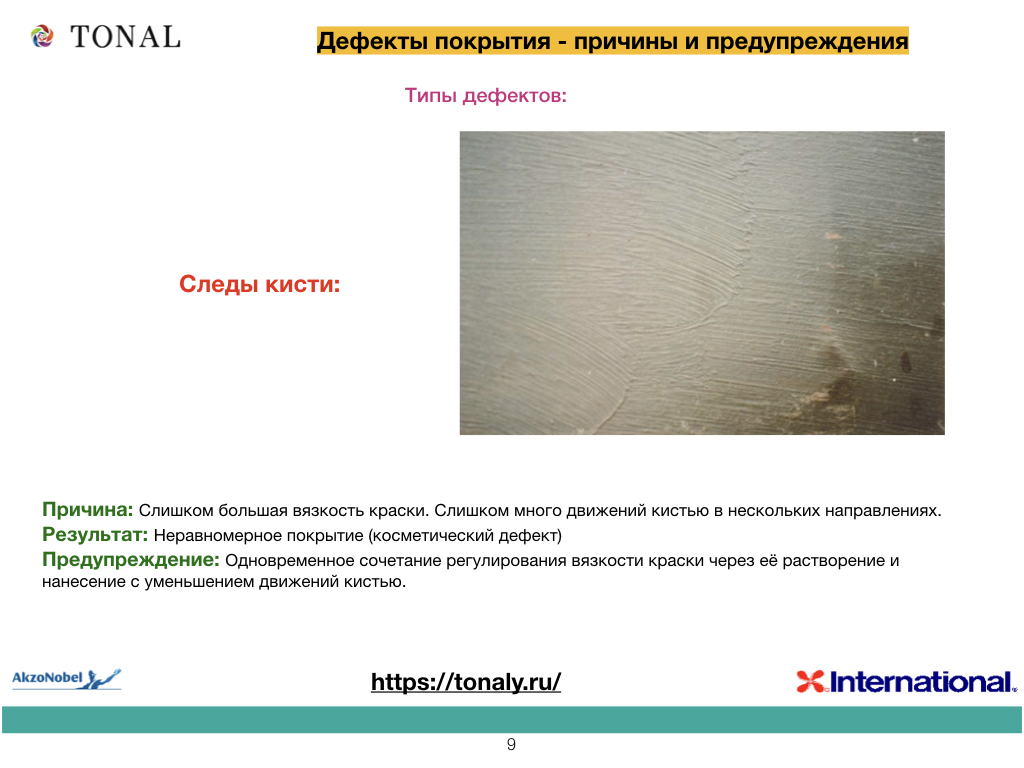 TONAL
Дефекты покрытия - причины и предупреждения
Типы дефектов:
Следы кисти:
Причина: Слишком большая вязкость краски. Слишком много движений кистью в нескольких направлениях.
Результат: Неравномерное покрытие (косметический дефект)
Предупреждение: Одновременное сочетание регулирования вязкости краски через её растворение и
нанесение с уменьшением движений кистью.
AkzoNobel
https://tonaly.ru/
International
9